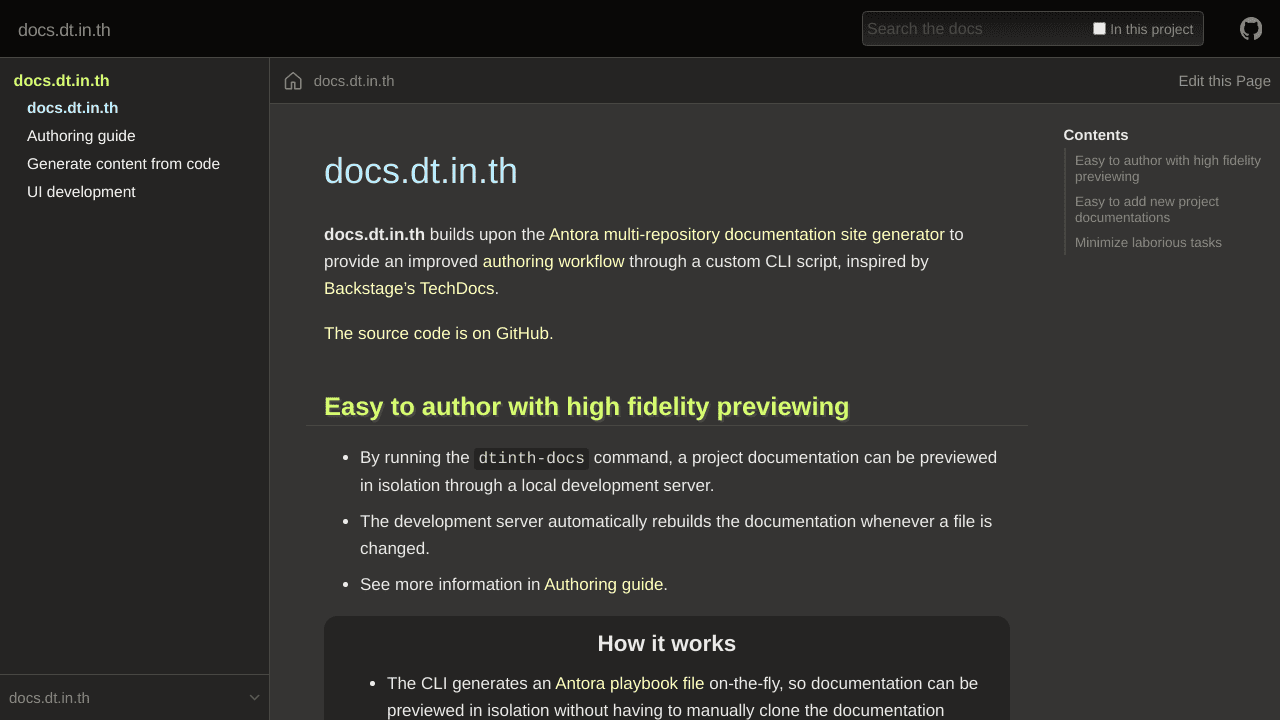 docs.dt.in.th
Search the docs
In this project
docs.dt.in.th
docs.dt.in.th
Authoring guide
Generate content from code
UI development
docs.dt.in.th
docs.dt.in.th
Edit this Page
docs.dt.in.th
docs.dt.in.th builds upon the Antora multi-repository documentation site generator to
provide an improved authoring workflow through a custom CLI script, inspired by
Backstage’s TechDocs.
The source code is on GitHub.
Easy to author with high fidelity previewing
• By running the dtinth-docs command, a project documentation can be previewed
in isolation through a local development server.
• The development server automatically rebuilds the documentation whenever a file is
changed.
• See more information in Authoring guide.
How it works
• The CLI generates an Antora playbook file on-the-fly, so documentation can be
previewed in isolation without having to manually clone the documentation
Contents
Easy to author with high fidelity
previewing
Easy to add new project
documentations
Minimize laborious tasks